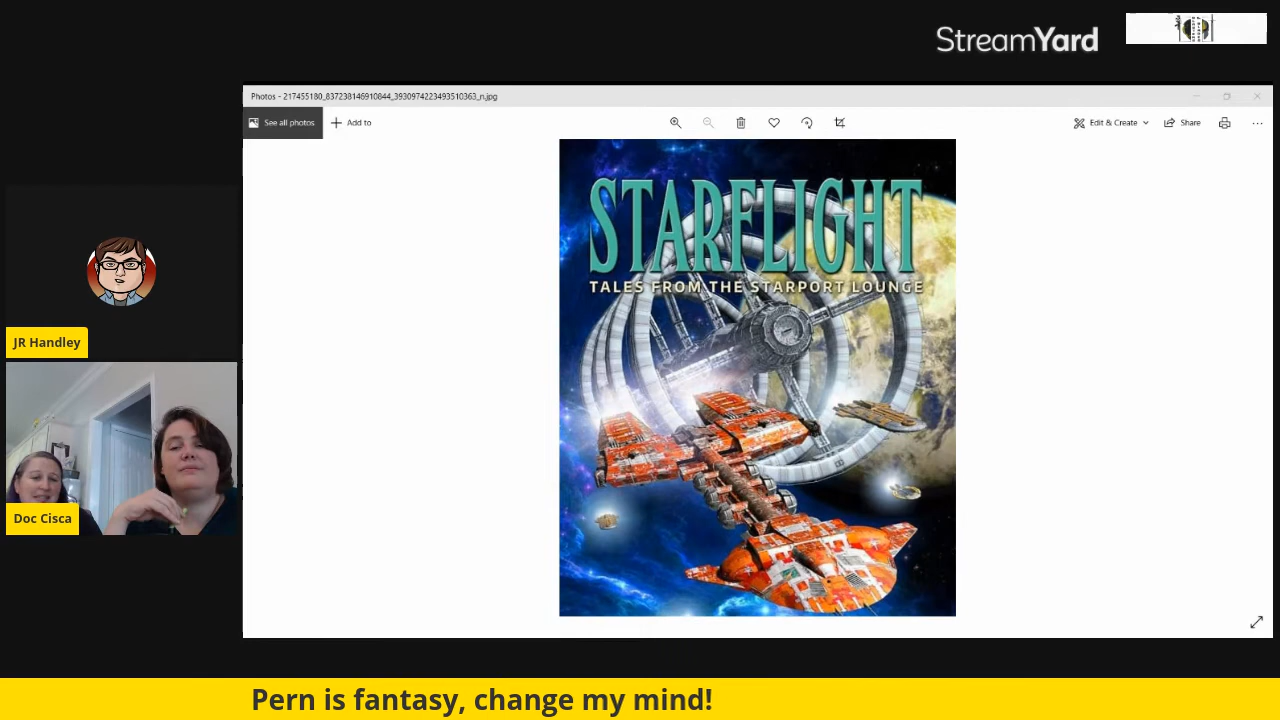 StreamYard
Photos - 217455180_837238146910844_3930974223493510363_n.jpg
See all photos
Add to
Edit & Create
Share
STARFLIGHT
TALES FROM THE STARPORT LOUNGE
JR Handley
Doc Cisca
Pern is fantasy, change my mind!